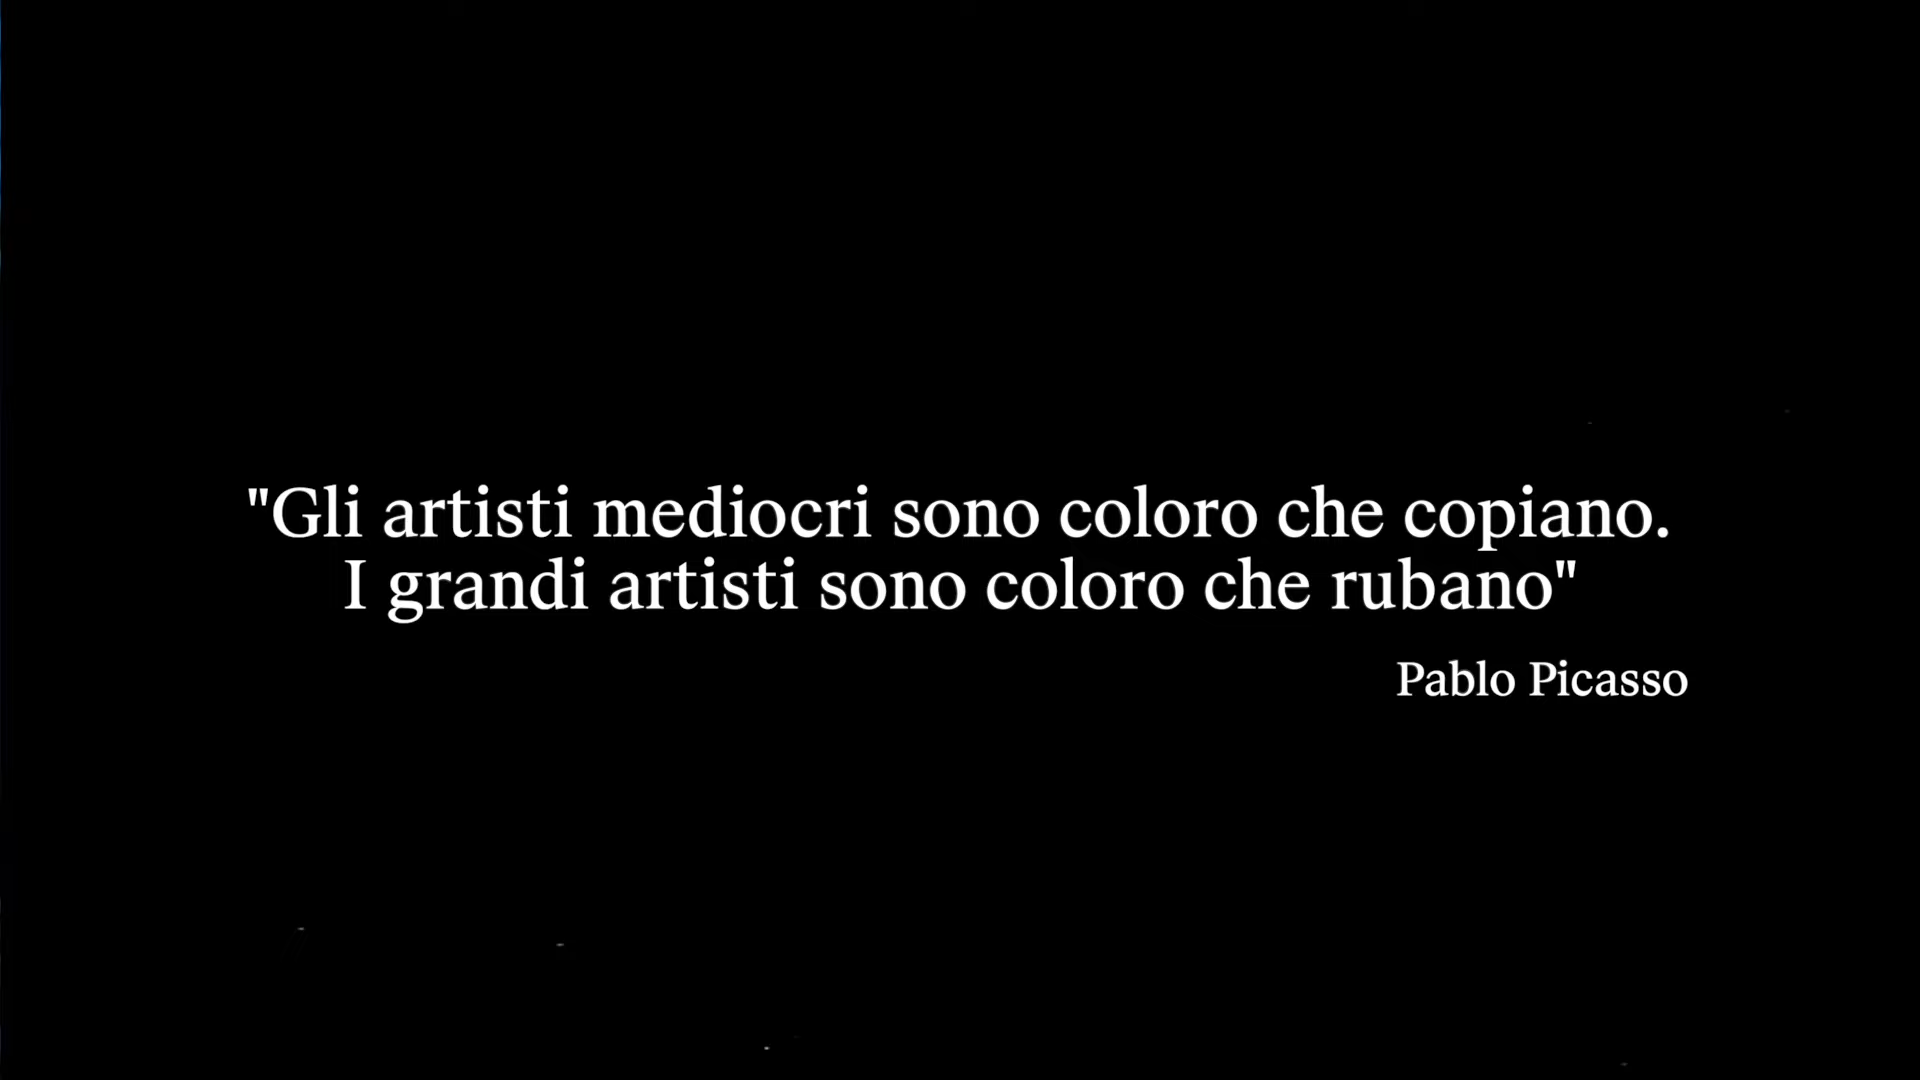 "Gli artisti mediocri sono coloro che copiano.
I grandi artisti sono coloro che rubano"
Pablo Picasso